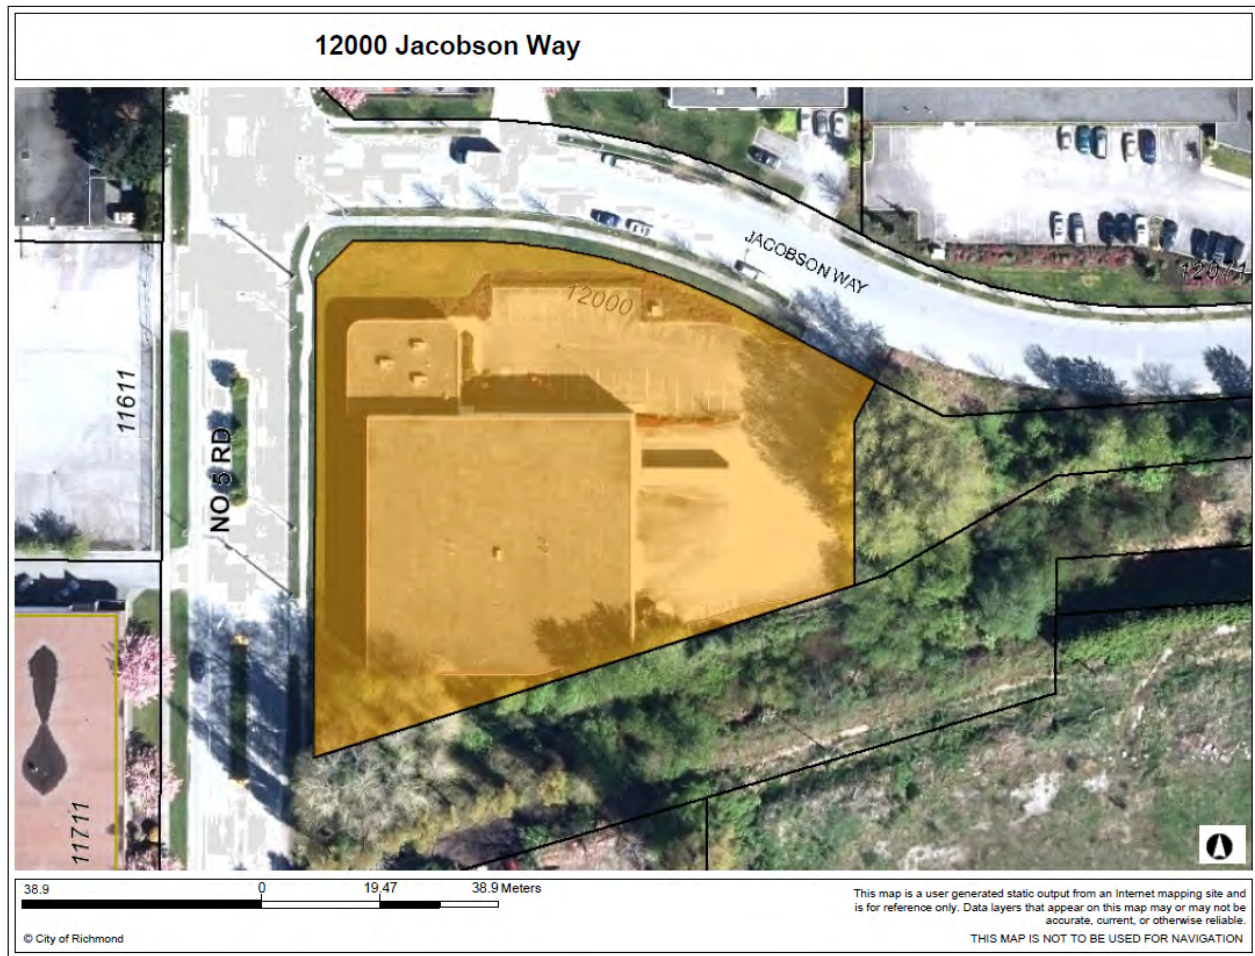 12000 Jacobson Way
JACOBSON WAY
12071
12000
11611
NO 5 RD
11711
38.9 0 19.47 38.9 Meters
This map is a user generated static output from an Internet mapping site and
is for reference only. Data layers that appear on this map may or may not be
accurate, current, or otherwise reliable.
© City of Richmond
THIS MAP IS NOT TO BE USED FOR NAVIGATION